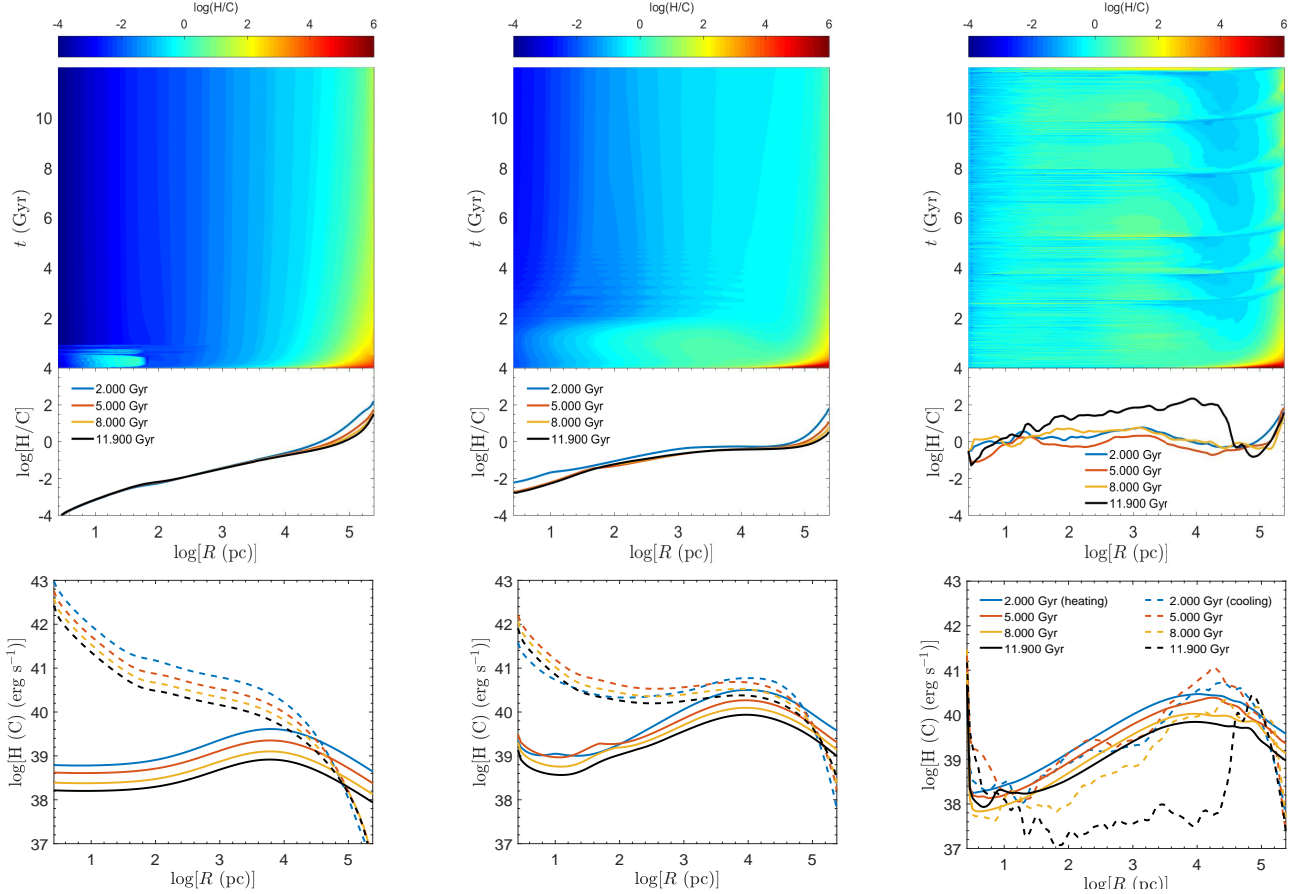 log(H/C)
-4 -2 0 2 4 6
t (Gyr)
10
8
6
4
2
4
2.000 Gyr
5.000 Gyr
8.000 Gyr
11.900 Gyr
log[H/C]
2
0
-2
-4
1 2 3 4 5
log[R (pc)]
log(H/C)
-4 -2 0 2 4 6
t (Gyr)
10
8
6
4
2
4
2.000 Gyr
5.000 Gyr
8.000 Gyr
11.900 Gyr
log[H/C]
2
0
-2
-4
1 2 3 4 5
log[R (pc)]
log(H/C)
-4 -2 0 2 4 6
t (Gyr)
10
8
6
4
2
4
log[H/C]
2
0
-2
-4
2.000 Gyr
5.000 Gyr
8.000 Gyr
11.900 Gyr
1 2 3 4 5
log[R (pc)]
log[H (C) (erg s⁻¹)]
43
42
41
40
39
38
37
1 2 3 4 5
log[R (pc)]
log[H (C) (erg s⁻¹)]
43
42
41
40
39
38
37
1 2 3 4 5
log[R (pc)]
log[H (C) (erg s⁻¹)]
43
42
41
40
39
38
37
2.000 Gyr (heating) 2.000 Gyr (cooling)
5.000 Gyr 5.000 Gyr
8.000 Gyr 8.000 Gyr
11.900 Gyr 11.900 Gyr
1 2 3 4 5
log[R (pc)]